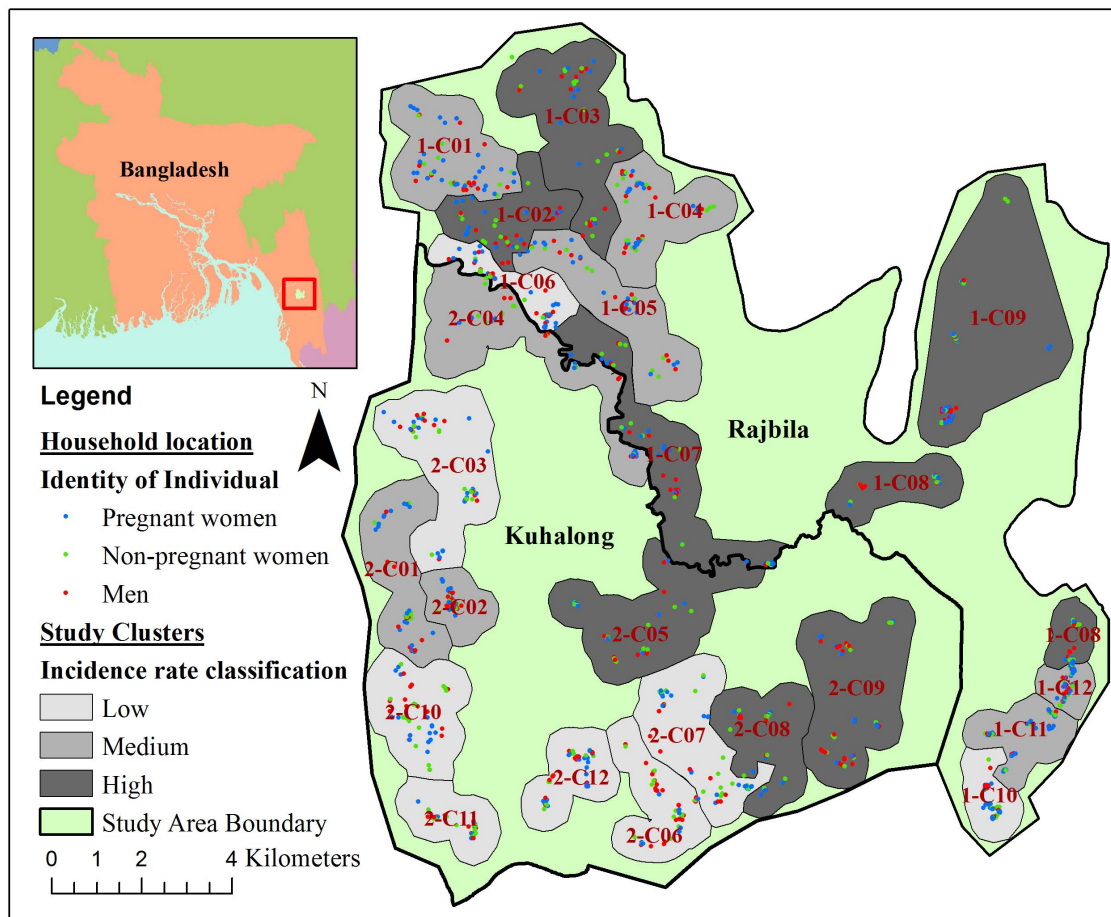 Bangladesh
Legend
N
Household location
Identity of Individual
Pregnant women
Non-pregnant women
Men
Study Clusters
Incidence rate classification
Low
Medium
High
Study Area Boundary
0 1 2 4 Kilometers
1-C03
1-C01
1-C02
1-C04
1-C06
1-C05
2-C04
1-C09
Rajbila
2-C03
1-C07
1-C08
Kuhalong
2-C01
2-C02
2-C05
1-C08
2-C09
1-C12
2-C10
2-C07
2-C08
1-C11
2-C12
1-C10
2-C11
2-C06